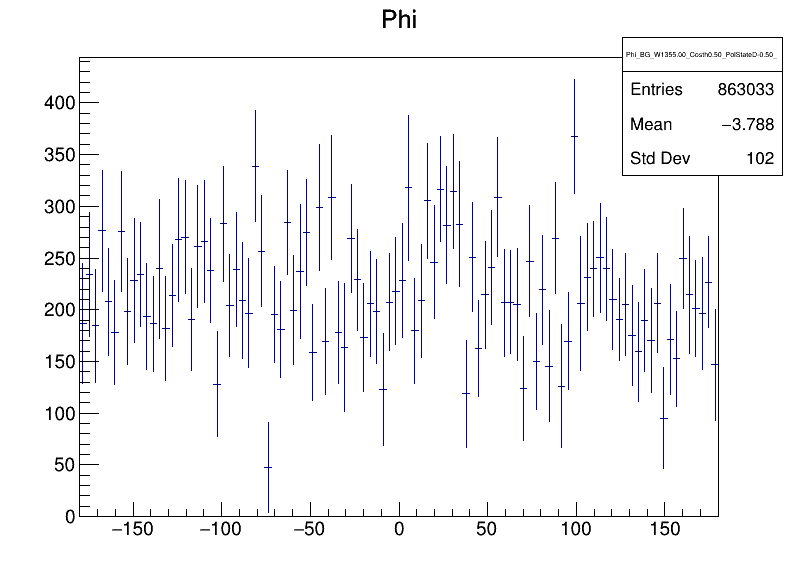 Phi
Phi_BG_W1355.00_Costh0.50_PolStateD-0.50_
Entries 863033
Mean −3.788
Std Dev 102
400
350
300
250
200
150
100
50
0
−150 −100 −50 0 50 100 150